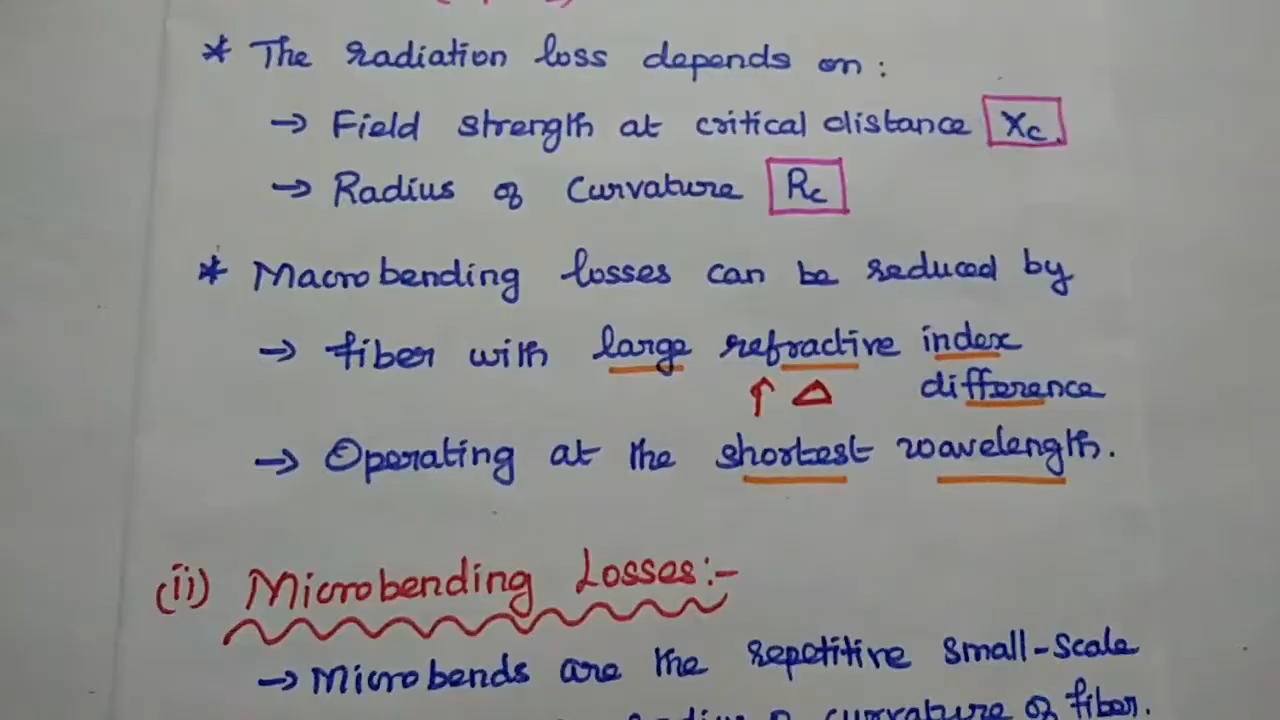 * The radiation loss depends on:
→ Field strength at critical distance Xc.
→ Radius of Curvature Rc
* Macrobending losses can be reduced by
→ fiber with large refractive index
↑ Δ difference
→ Operating at the shortest wavelength.
(ii) Microbending Losses:-
→ Microbends are the repetitive small-scale
radius of curvature of fiber.